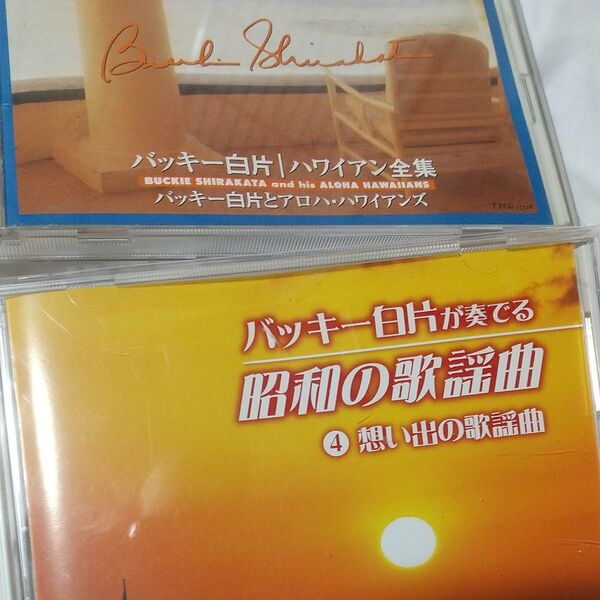 Buckie Shirakata
バッキー白片|ハワイアン全集
BUCKIE SHIRAKATA and his ALOHA HAWAIIANS
バッキー白片とアロハ・ハワイアンズ
バッキー白片が奏でる
昭和の歌謡曲
④ 想い出の歌謡曲